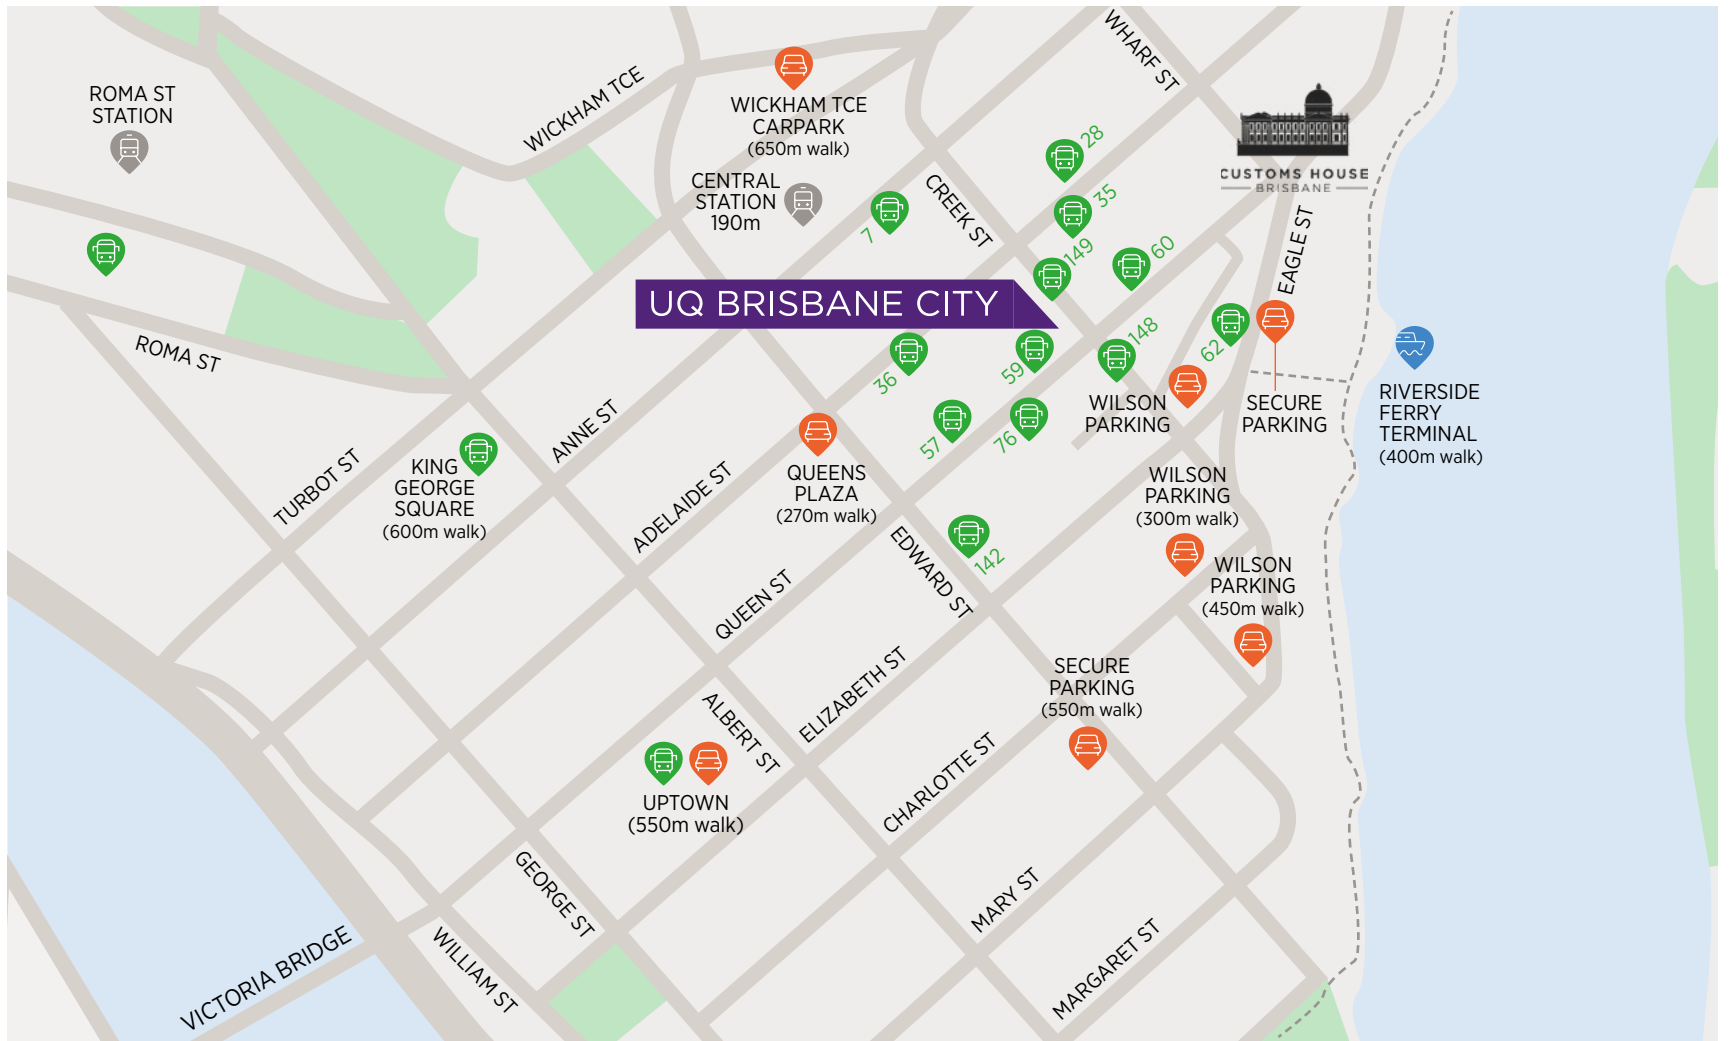 WHARF ST
ROMA ST
STATION
WICKHAM TCE
WICKHAM TCE
CARPARK
(650m walk)
28
CUSTOMS HOUSE
BRISBANE
CENTRAL
STATION
190m
CREEK ST
35
7
149
60
EAGLE ST
UQ BRISBANE CITY
ROMA ST
36
59
148
62
WILSON
PARKING
SECURE
PARKING
RIVERSIDE
FERRY
TERMINAL
(400m walk)
ANNE ST
57
76
TURBOT ST
KING
GEORGE
SQUARE
(600m walk)
ADELAIDE ST
QUEENS
PLAZA
(270m walk)
WILSON
PARKING
(300m walk)
EDWARD ST
142
WILSON
PARKING
(450m walk)
QUEEN ST
ELIZABETH ST
SECURE
PARKING
(550m walk)
ALBERT ST
UPTOWN
(550m walk)
CHARLOTTE ST
GEORGE ST
MARY ST
VICTORIA BRIDGE
WILLIAM ST
MARGARET ST